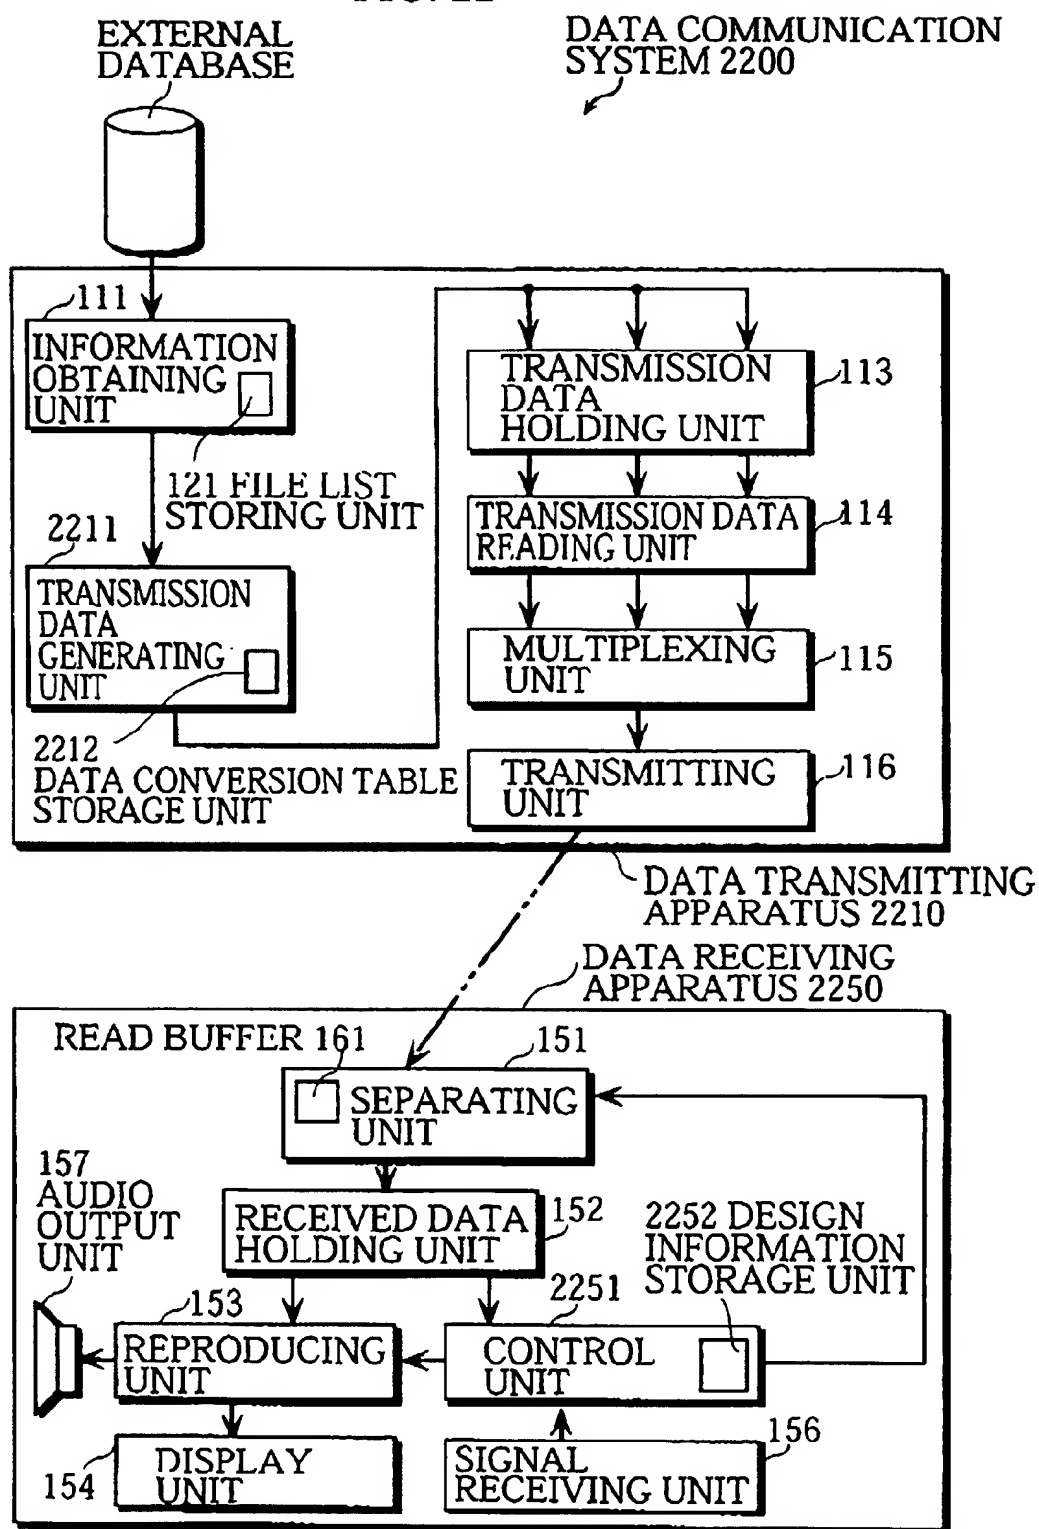 EXTERNAL
DATABASE
DATA COMMUNICATION
SYSTEM 2200
111
INFORMATION
OBTAINING
UNIT
121 FILE LIST
STORING UNIT
2211
TRANSMISSION
DATA
GENERATING
UNIT
2212
DATA CONVERSION TABLE
STORAGE UNIT
TRANSMISSION
DATA
HOLDING UNIT
113
TRANSMISSION DATA
READING UNIT
114
MULTIPLEXING
UNIT
115
TRANSMITTING
UNIT
116
DATA TRANSMITTING
APPARATUS 2210
DATA RECEIVING
APPARATUS 2250
READ BUFFER 161
151
SEPARATING
UNIT
157
AUDIO
OUTPUT
UNIT
RECEIVED DATA
HOLDING UNIT
152
2252 DESIGN
INFORMATION
STORAGE UNIT
153
REPRODUCING
UNIT
2251
CONTROL
UNIT
154
DISPLAY
UNIT
SIGNAL
RECEIVING UNIT
156